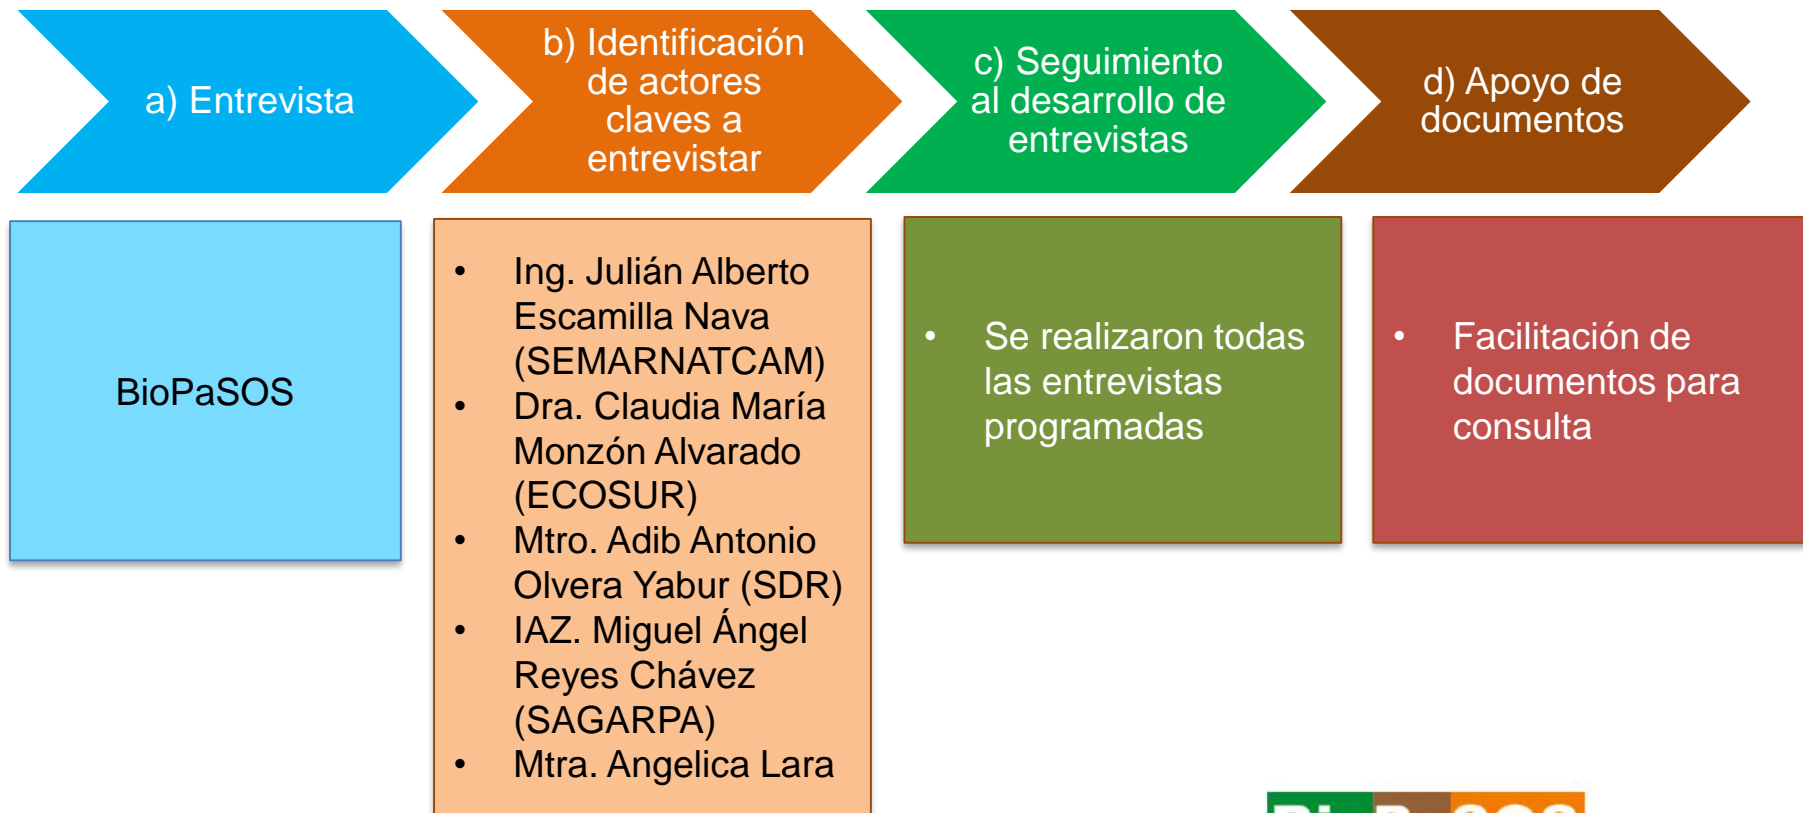 a) Entrevista
b) Identificación
de actores
claves a
entrevistar
c) Seguimiento
al desarrollo de
entrevistas
d) Apoyo de
documentos
BioPaSOS
• Ing. Julián Alberto
Escamilla Nava
(SEMARNATCAM)
• Dra. Claudia María
Monzón Alvarado
(ECOSUR)
• Mtro. Adib Antonio
Olvera Yabur (SDR)
• IAZ. Miguel Ángel
Reyes Chávez
(SAGARPA)
• Mtra. Angelica Lara
• Se realizaron todas
las entrevistas
programadas
• Facilitación de
documentos para
consulta